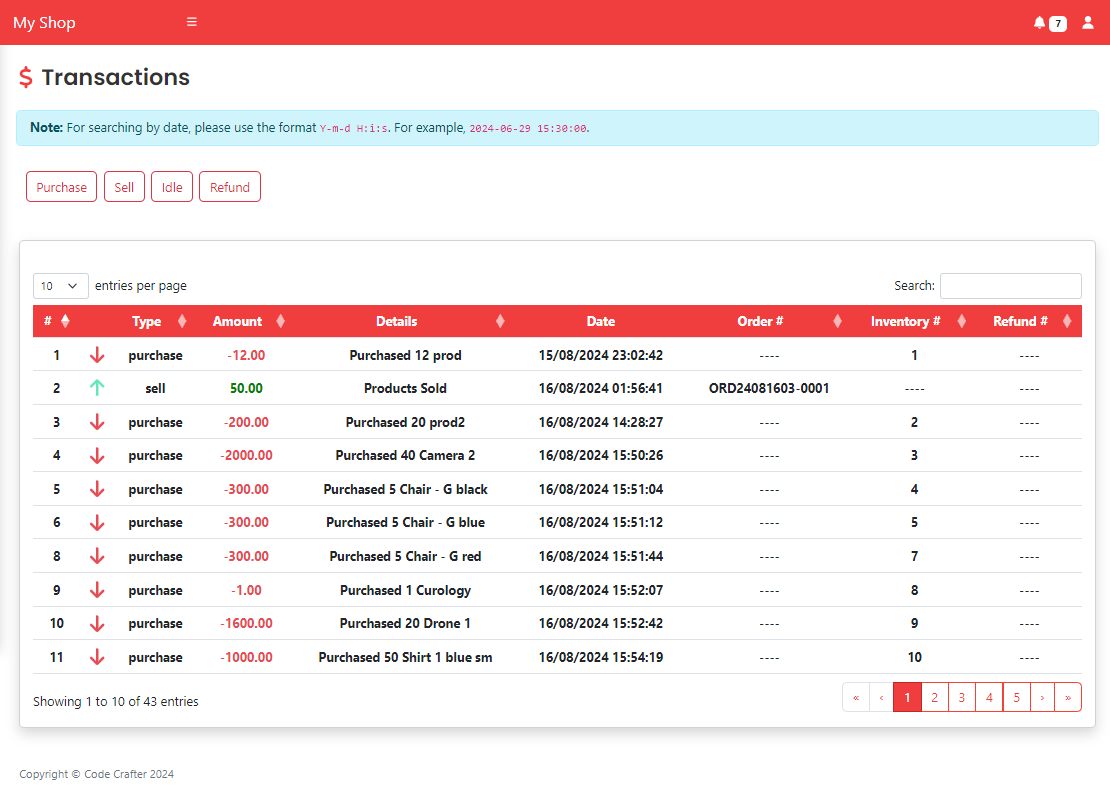 My Shop ☰ 7
$ Transactions
Note: For searching by date, please use the format Y-m-d H:i:s. For example, 2024-06-29 15:30:00.
Purchase Sell Idle Refund
10 entries per page Search:
# Type Amount Details Date Order # Inventory # Refund #
1 purchase -12.00 Purchased 12 prod 15/08/2024 23:02:42 ---- 1 ----
2 sell 50.00 Products Sold 16/08/2024 01:56:41 ORD24081603-0001 ---- ----
3 purchase -200.00 Purchased 20 prod2 16/08/2024 14:28:27 ---- 2 ----
4 purchase -2000.00 Purchased 40 Camera 2 16/08/2024 15:50:26 ---- 3 ----
5 purchase -300.00 Purchased 5 Chair - G black 16/08/2024 15:51:04 ---- 4 ----
6 purchase -300.00 Purchased 5 Chair - G blue 16/08/2024 15:51:12 ---- 5 ----
8 purchase -300.00 Purchased 5 Chair - G red 16/08/2024 15:51:44 ---- 7 ----
9 purchase -1.00 Purchased 1 Curology 16/08/2024 15:52:07 ---- 8 ----
10 purchase -1600.00 Purchased 20 Drone 1 16/08/2024 15:52:42 ---- 9 ----
11 purchase -1000.00 Purchased 50 Shirt 1 blue sm 16/08/2024 15:54:19 ---- 10 ----
Showing 1 to 10 of 43 entries « ‹ 1 2 3 4 5 › »
Copyright © Code Crafter 2024